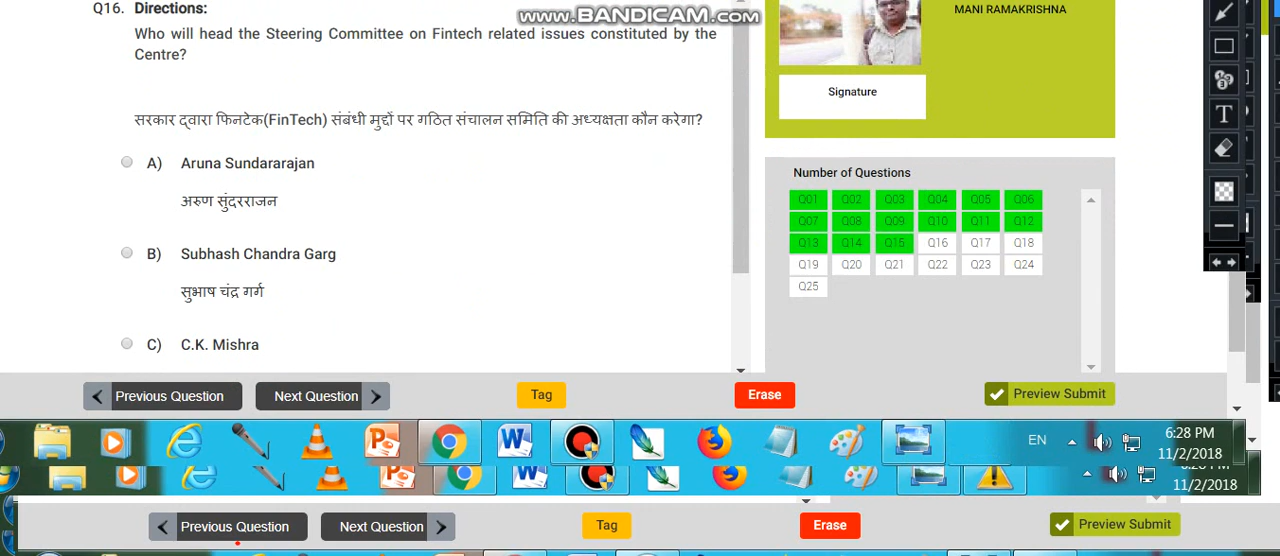 www.BANDICAM.com
Q16. Directions:
Who will head the Steering Committee on Fintech related issues constituted by the
Centre?
सरकार द्वारा फिनटेक(FinTech) संबंधी मुद्दों पर गठित संचालन समिति की अध्यक्षता कौन करेगा?
A) Aruna Sundararajan
अरुण सुंदरराजन
B) Subhash Chandra Garg
सुभाष चंद्र गर्ग
C) C.K. Mishra
MANI RAMAKRISHNA
Signature
Number of Questions
Q01 Q02 Q03 Q04 Q05 Q06
Q07 Q08 Q09 Q10 Q11 Q12
Q13 Q14 Q15 Q16 Q17 Q18
Q19 Q20 Q21 Q22 Q23 Q24
Q25
Previous Question Next Question Tag Erase Preview Submit
EN 6:28 PM
11/2/2018
11/2/2018
Previous Question Next Question Tag Erase Preview Submit